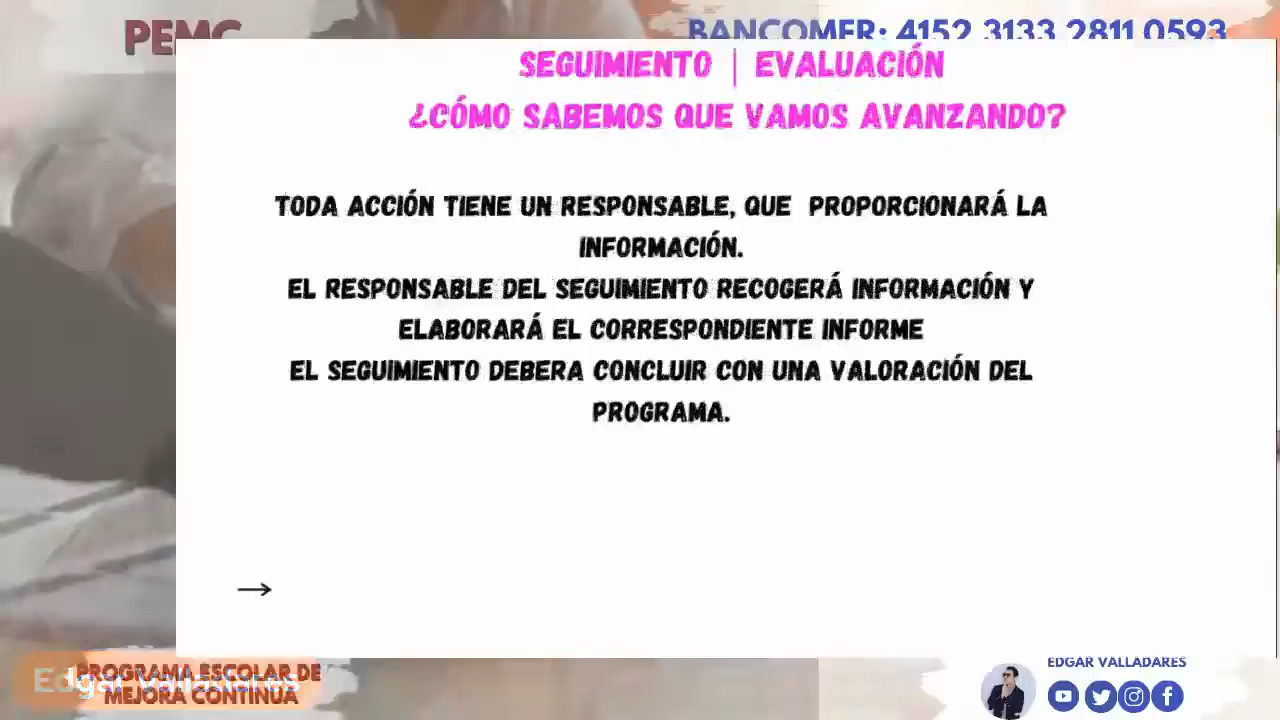 PEMC
BANCOMER: 4152 3133 2811 0593
SEGUIMIENTO | EVALUACIÓN
¿CÓMO SABEMOS QUE VAMOS AVANZANDO?
TODA ACCIÓN TIENE UN RESPONSABLE, QUE PROPORCIONARÁ LA
INFORMACIÓN.
EL RESPONSABLE DEL SEGUIMIENTO RECOGERÁ INFORMACIÓN Y
ELABORARÁ EL CORRESPONDIENTE INFORME
EL SEGUIMIENTO DEBERA CONCLUIR CON UNA VALORACIÓN DEL
PROGRAMA.
→
PROGRAMA ESCOLAR DE
MEJORA CONTINUA
Edgar Valladares
EDGAR VALLADARES